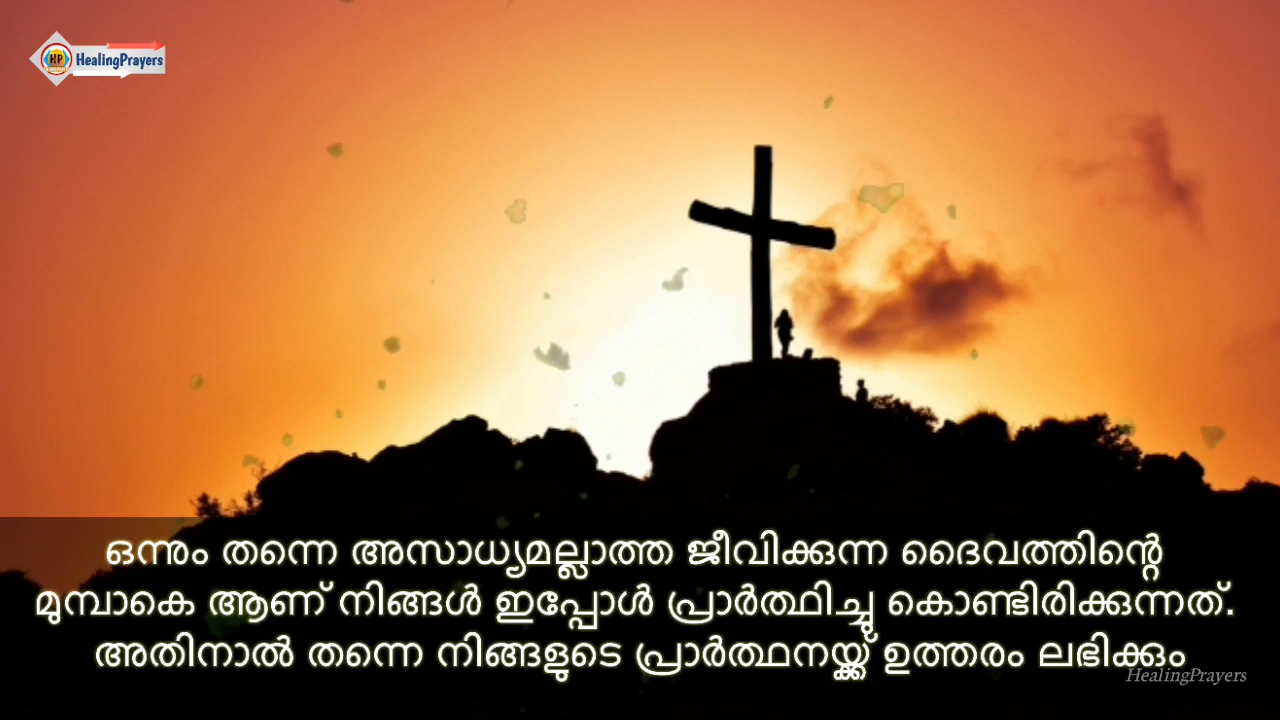 HP
HealingPrayers
ഒന്നും തന്നെ അസാധ്യമല്ലാത്ത ജീവിക്കുന്ന ദൈവത്തിന്റെ
മുമ്പാകെ ആണ് നിങ്ങൾ ഇപ്പോൾ പ്രാർത്ഥിച്ചു കൊണ്ടിരിക്കുന്നത്.
അതിനാൽ തന്നെ നിങ്ങളുടെ പ്രാർത്ഥനയ്ക്ക് ഉത്തരം ലഭിക്കും
HealingPrayers